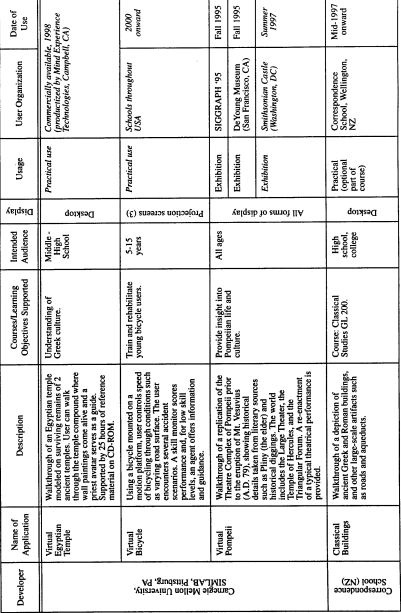 Developer
Name of
Application
Description
Courses/Learning
Objectives Supported
Intended
Audience
Display
Usage
User Organization
Date of
Use
Carnegie Mellon University,
SIMLAB, Pittsburg, PA
Virtual
Egyptian
Temple
Walkthrough of an Egyptian temple
modeled on surviving remains of 2
ancient temples. User can walk
through the temple compound where
wall paintings come alive and a
priest avatar serves as a guide.
Supported by 25 hours of reference
material on CD-ROM.
Understanding of
Greek culture.
Middle -
High
School
Desktop
Practical use
Commercially available, 1998
(productized by Mind Experience
Technologies, Campbell, CA)
Virtual
Bicycle
Using a bicycle mounted on a
motion platform, user controls speed
of bicycling through conditions such
as varying road surface. The user
encounters several accident
scenarios. A skill monitor scores
performance and, for low skill
levels, an agent offers information
and guidance.
Train and rehabilitate
young bicycle users.
5-15
years
Projection screens (3)
Practical use
Schools throughout
USA
2000
onward
Virtual
Pompeii
Walkthrough of a replication of the
Theatre Complex of Pompeii prior
to the eruption of Mt. Vesuvius
(A.D. 79), showing historical
details taken from literary sources
such as Pliny (the elder) and
historical diggings. The world
includes the Large Theater, the
Temple of Hercules, and the
Triangular Forum. A re-enactment
of a typical theatrical performance is
provided.
Provide insight into
Pompeiian life and
culture.
All ages
All forms of display
Exhibition
SIGGRAPH '95
Fall 1995
Exhibition
DeYoung Museum
(San Francisco, CA)
Fall 1995
Exhibition
Smithsonian Castle
(Washington, DC)
Summer
1997
Correspondence
School (NZ)
Classical
Buildings
Walkthrough of a depiction of
ancient Greek and Roman buildings,
and other large-scale artifacts such
as roads and aqueducts.
Course: Classical
Studies GL 200.
High
school,
college
Desktop
Practical
(optional
part of
course)
Correspondence
School, Wellington,
NZ
Mid-1997
onward